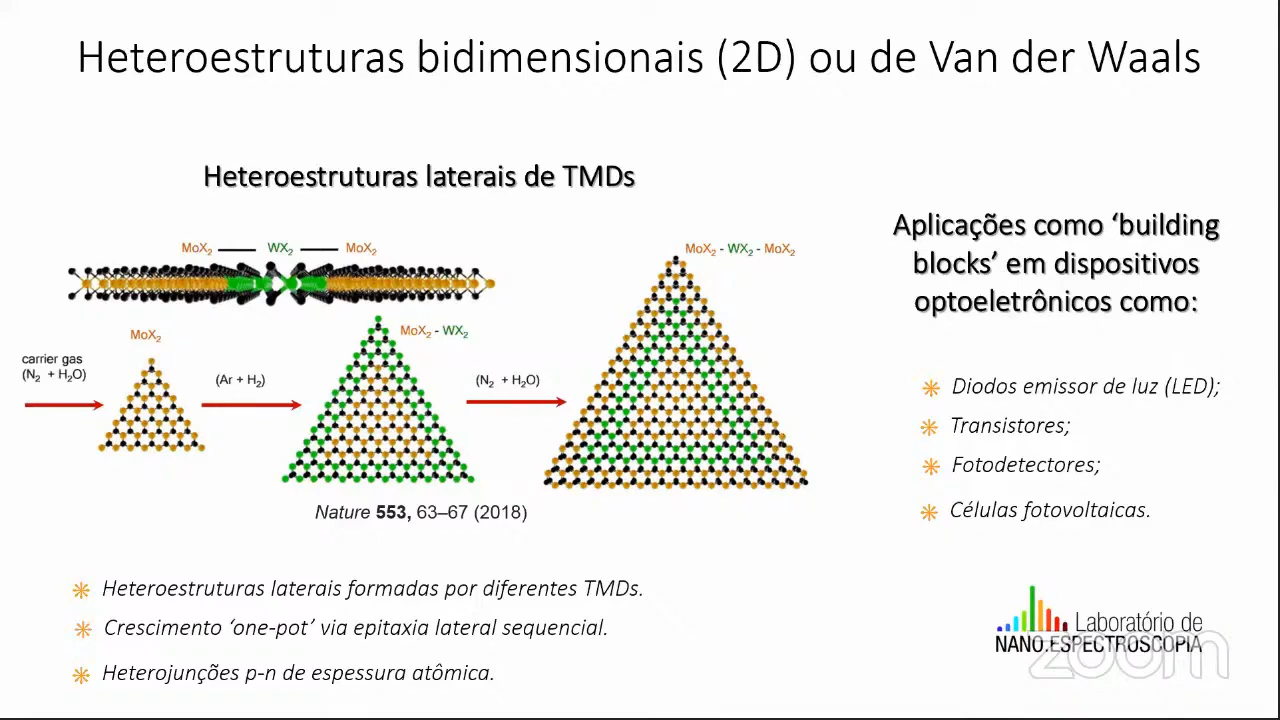 Heteroestruturas bidimensionais (2D) ou de Van der Waals
Heteroestruturas laterais de TMDs
MoX₂ WX₂ MoX₂
MoX₂
carrier gas
(N₂ + H₂O)
(Ar + H₂)
MoX₂ - WX₂
(N₂ + H₂O)
MoX₂ - WX₂ - MoX₂
Nature 553, 63–67 (2018)
Aplicações como ‘building
blocks’ em dispositivos
optoeletrônicos como:
Diodos emissor de luz (LED);
Transistores;
Fotodetectores;
Células fotovoltaicas.
Heteroestruturas laterais formadas por diferentes TMDs.
Crescimento ‘one-pot’ via epitaxia lateral sequencial.
Heterojunções p-n de espessura atômica.
Laboratório de
NANO.ESPECTROSCOPIA
zoom